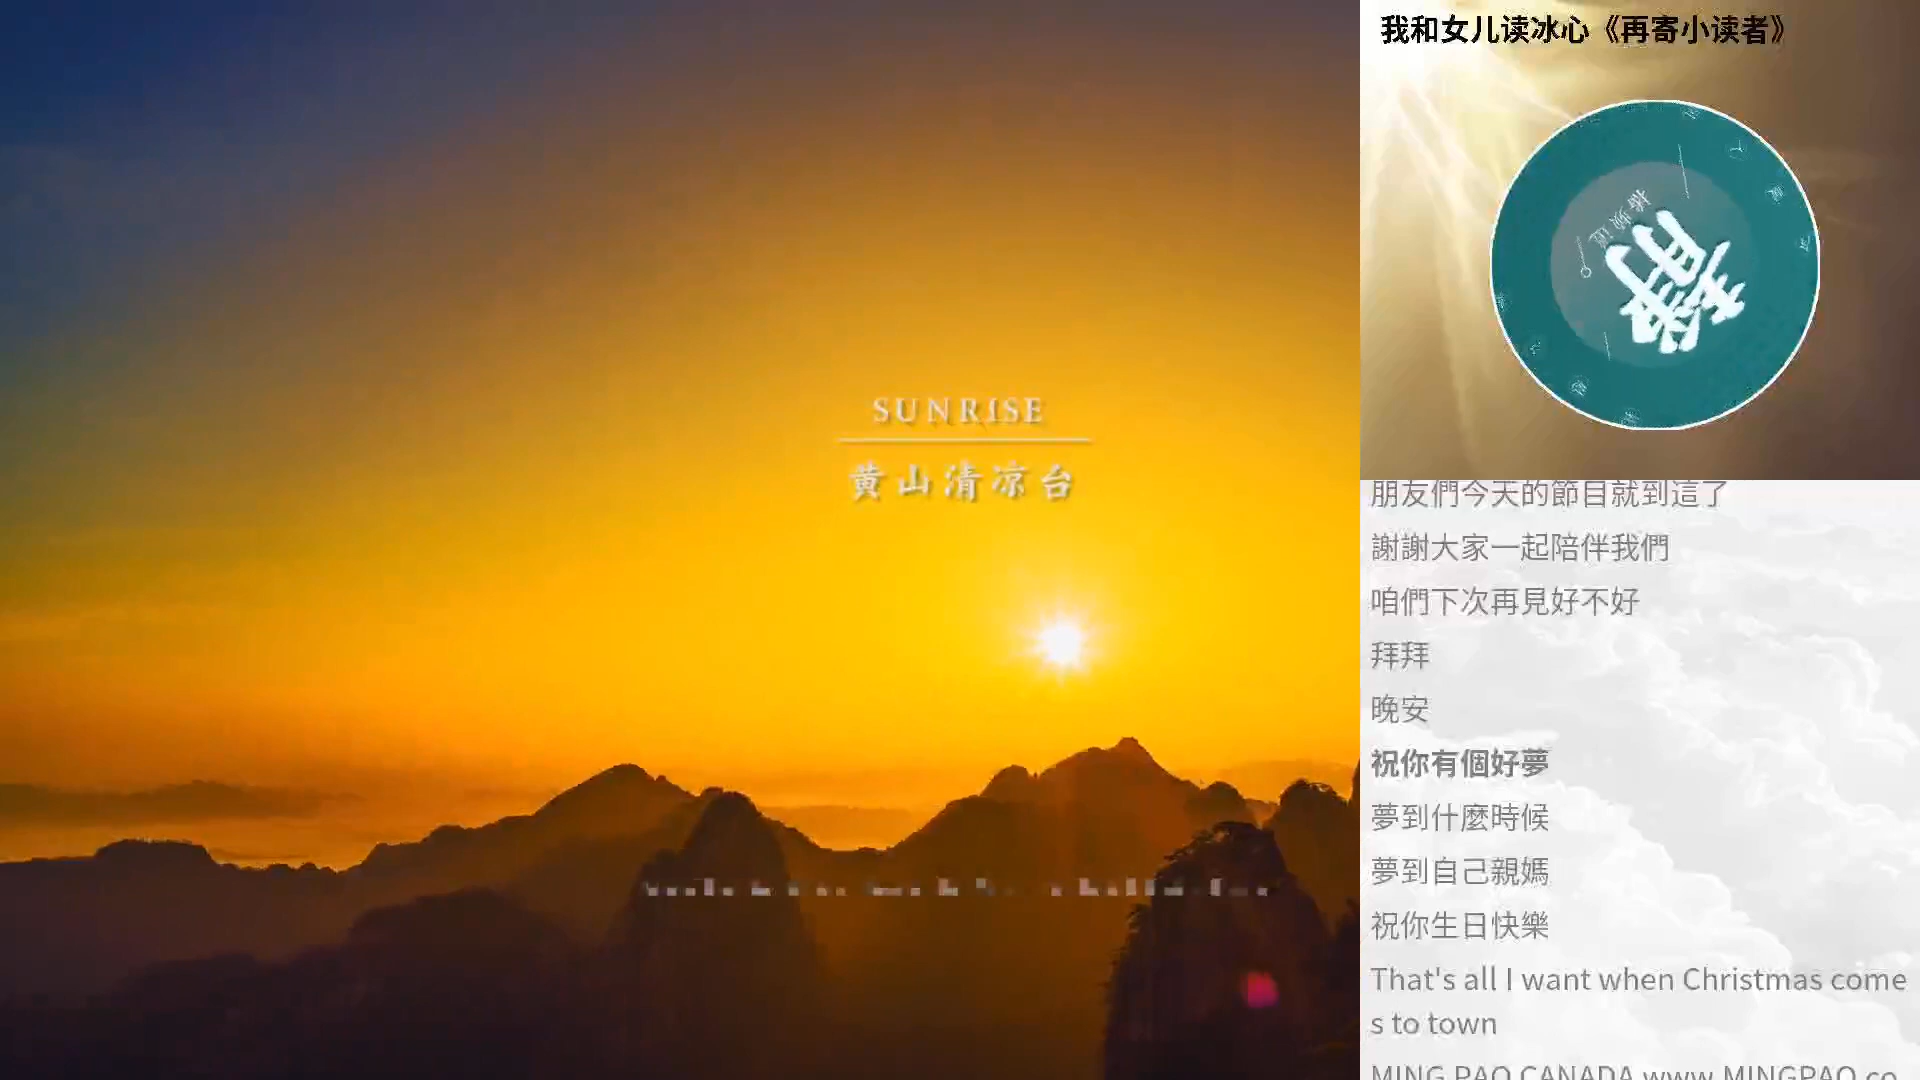 SUNRISE
黄山清凉台
我和女儿读冰心《再寄小读者》
播频道
朋友們今天的節目就到這了
謝謝大家一起陪伴我們
咱們下次再見好不好
拜拜
晚安
祝你有個好夢
夢到什麼時候
夢到自己親媽
祝你生日快樂
That's all I want when Christmas come
s to town
MING PAO CANADA www.MINGPAO.co